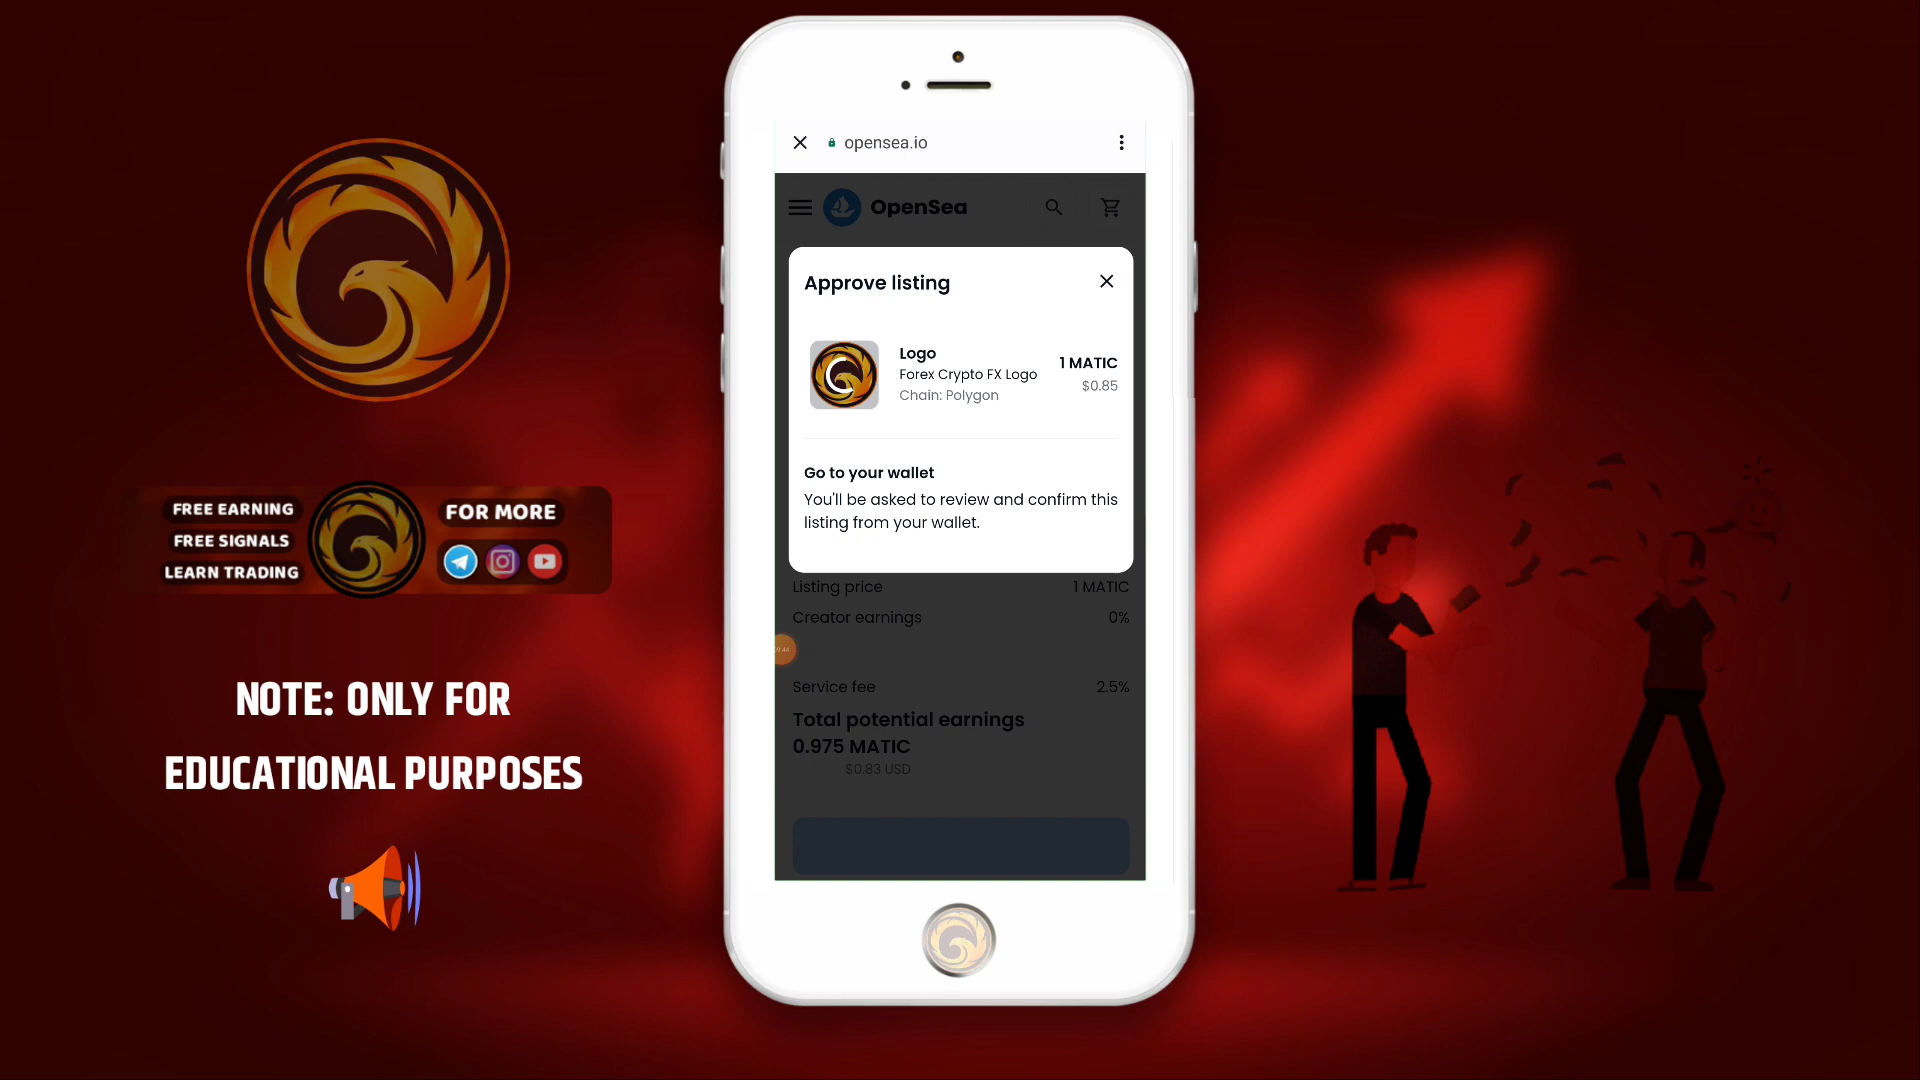 FREE EARNING
FREE SIGNALS
LEARN TRADING
FOR MORE
NOTE: ONLY FOR
EDUCATIONAL PURPOSES
opensea.io
OpenSea
Approve listing
Logo
Forex Crypto FX Logo
Chain: Polygon
1 MATIC
$0.85
Go to your wallet
You'll be asked to review and confirm this
listing from your wallet.
Listing price 1 MATIC
Creator earnings 0%
Service fee 2.5%
Total potential earnings
0.975 MATIC
$0.83 USD